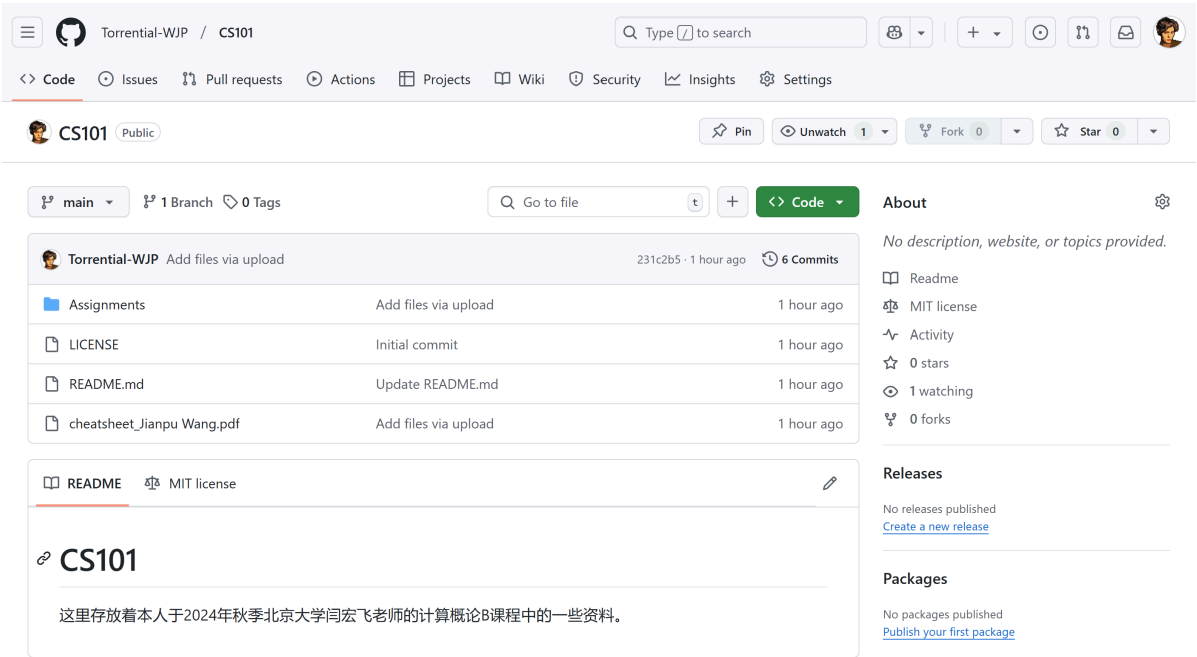 Torrential-WJP / CS101
Type / to search
Code Issues Pull requests Actions Projects Wiki Security Insights Settings
CS101 Public
Pin Unwatch 1 Fork 0 Star 0
main 1 Branch 0 Tags
Go to file t
+ Code
Torrential-WJP Add files via upload 231c2b5 · 1 hour ago 6 Commits
Assignments Add files via upload 1 hour ago
LICENSE Initial commit 1 hour ago
README.md Update README.md 1 hour ago
cheatsheet_Jianpu Wang.pdf Add files via upload 1 hour ago
README MIT license
CS101
这里存放着本人于2024年秋季北京大学闫宏飞老师的计算概论B课程中的一些资料。
About
No description, website, or topics provided.
Readme
MIT license
Activity
0 stars
1 watching
0 forks
Releases
No releases published
Create a new release
Packages
No packages published
Publish your first package